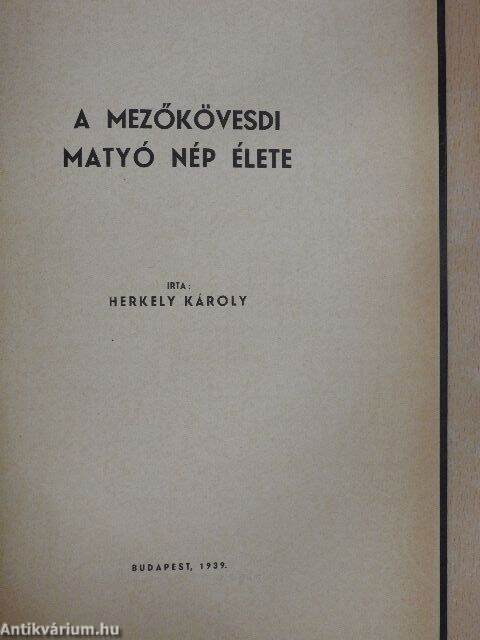 A MEZŐKÖVESDI
MATYÓ NÉP ÉLETE
IRTA:
HERKELY KÁROLY
BUDAPEST, 1939.
Antikvárium.hu